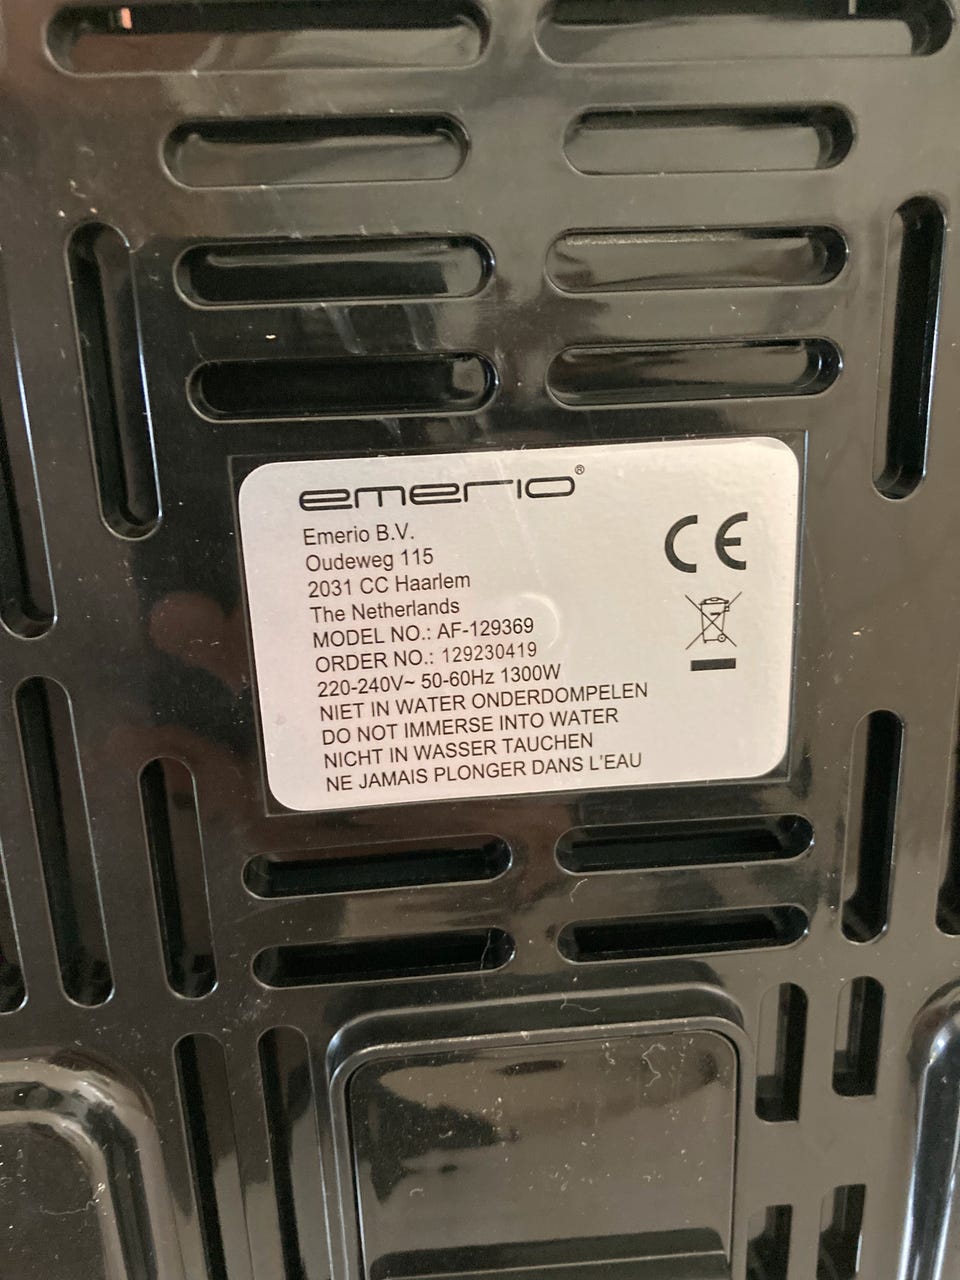 emerio®
Emerio B.V.
Oudeweg 115
2031 CC Haarlem
The Netherlands
MODEL NO.: AF-129369
ORDER NO.: 129230419
220-240V~ 50-60Hz 1300W
NIET IN WATER ONDERDOMPELEN
DO NOT IMMERSE INTO WATER
NICHT IN WASSER TAUCHEN
NE JAMAIS PLONGER DANS L'EAU
CE